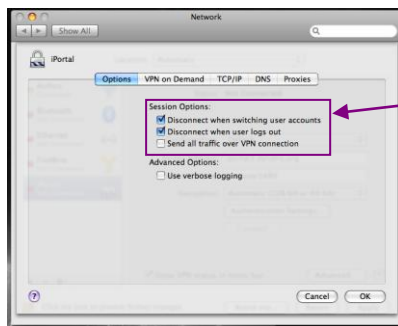 Network
Show All
iPortal
Options VPN on Demand TCP/IP DNS Proxies
Session Options:
Disconnect when switching user accounts
Disconnect when user logs out
Send all traffic over VPN connection
Advanced Options:
Use verbose logging
? Cancel OK